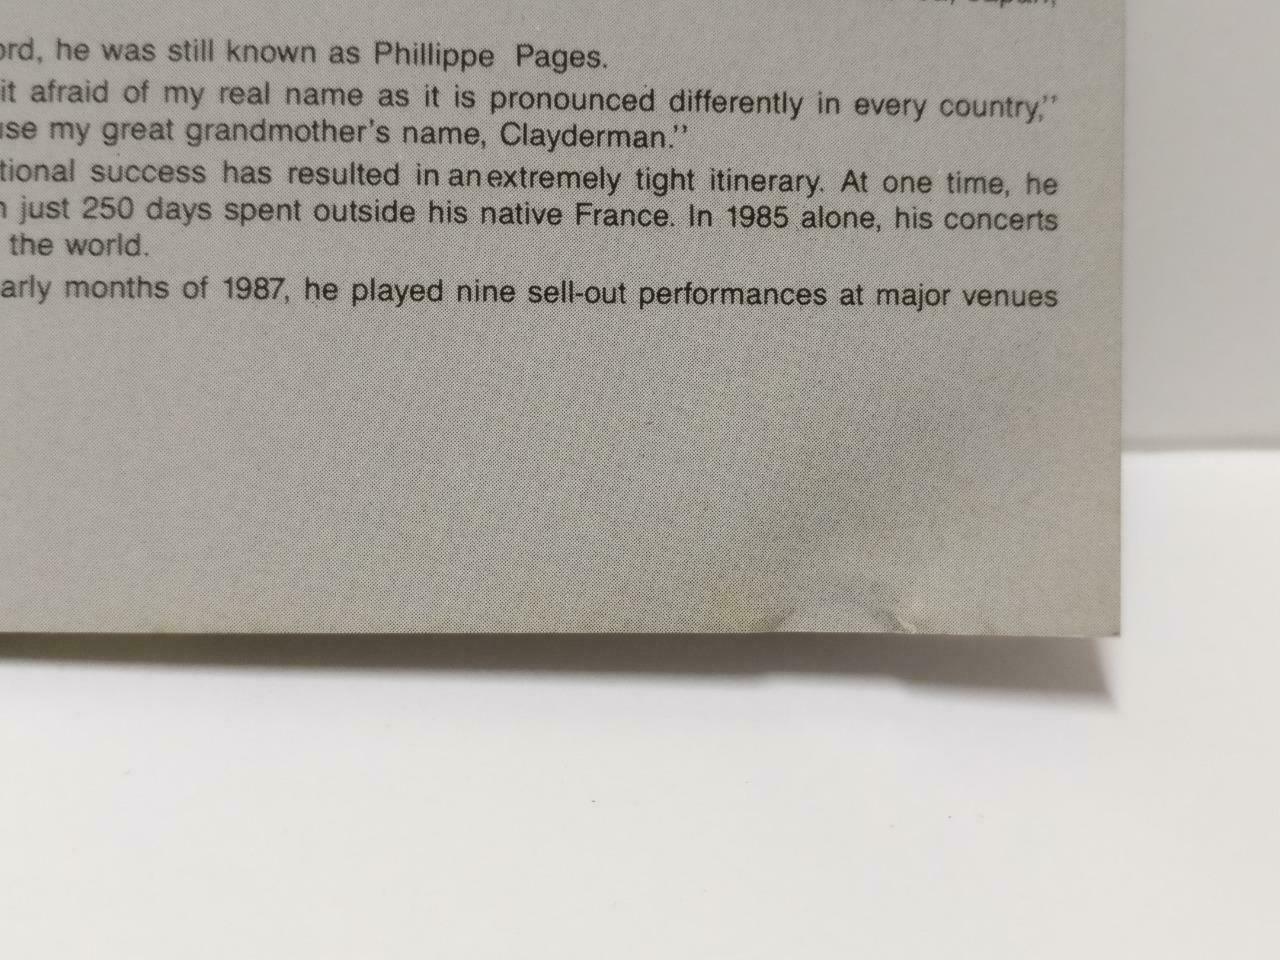 ord, he was still known as Phillippe Pages.
it afraid of my real name as it is pronounced differently in every country,''
use my great grandmother's name, Clayderman.''
tional success has resulted in an extremely tight itinerary. At one time, he
just 250 days spent outside his native France. In 1985 alone, his concerts
the world.
arly months of 1987, he played nine sell-out performances at major venues